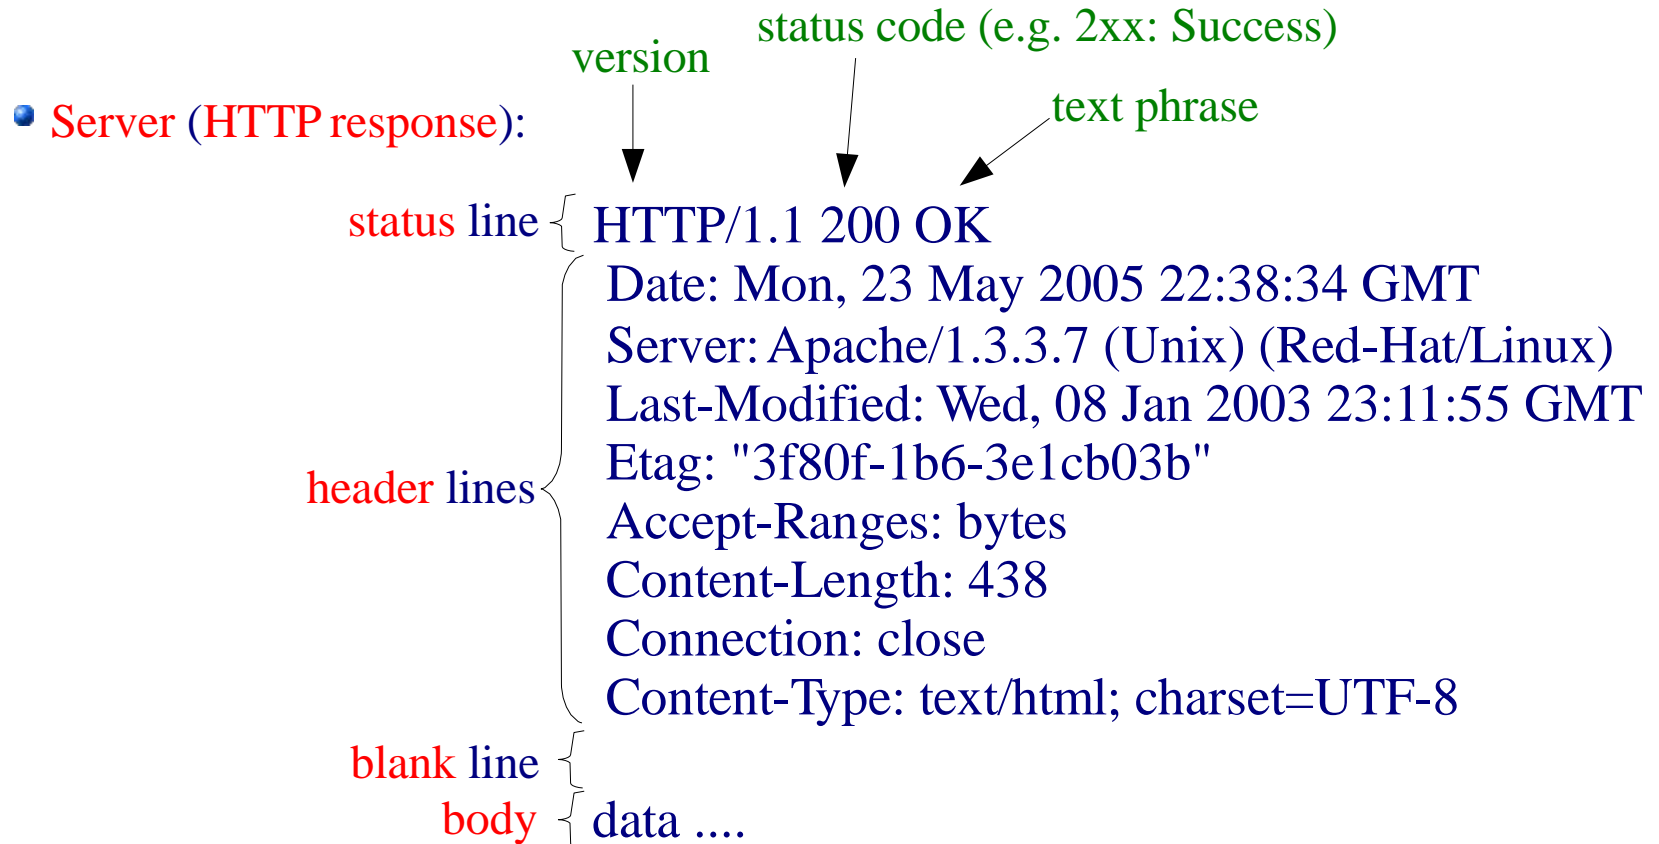 status code (e.g. 2xx: Success)
version
text phrase
Server (HTTP response):
status line HTTP/1.1 200 OK
Date: Mon, 23 May 2005 22:38:34 GMT
Server: Apache/1.3.3.7 (Unix) (Red-Hat/Linux)
Last-Modified: Wed, 08 Jan 2003 23:11:55 GMT
Etag: "3f80f-1b6-3e1cb03b"
header lines
Accept-Ranges: bytes
Content-Length: 438
Connection: close
Content-Type: text/html; charset=UTF-8
blank line
body data ....